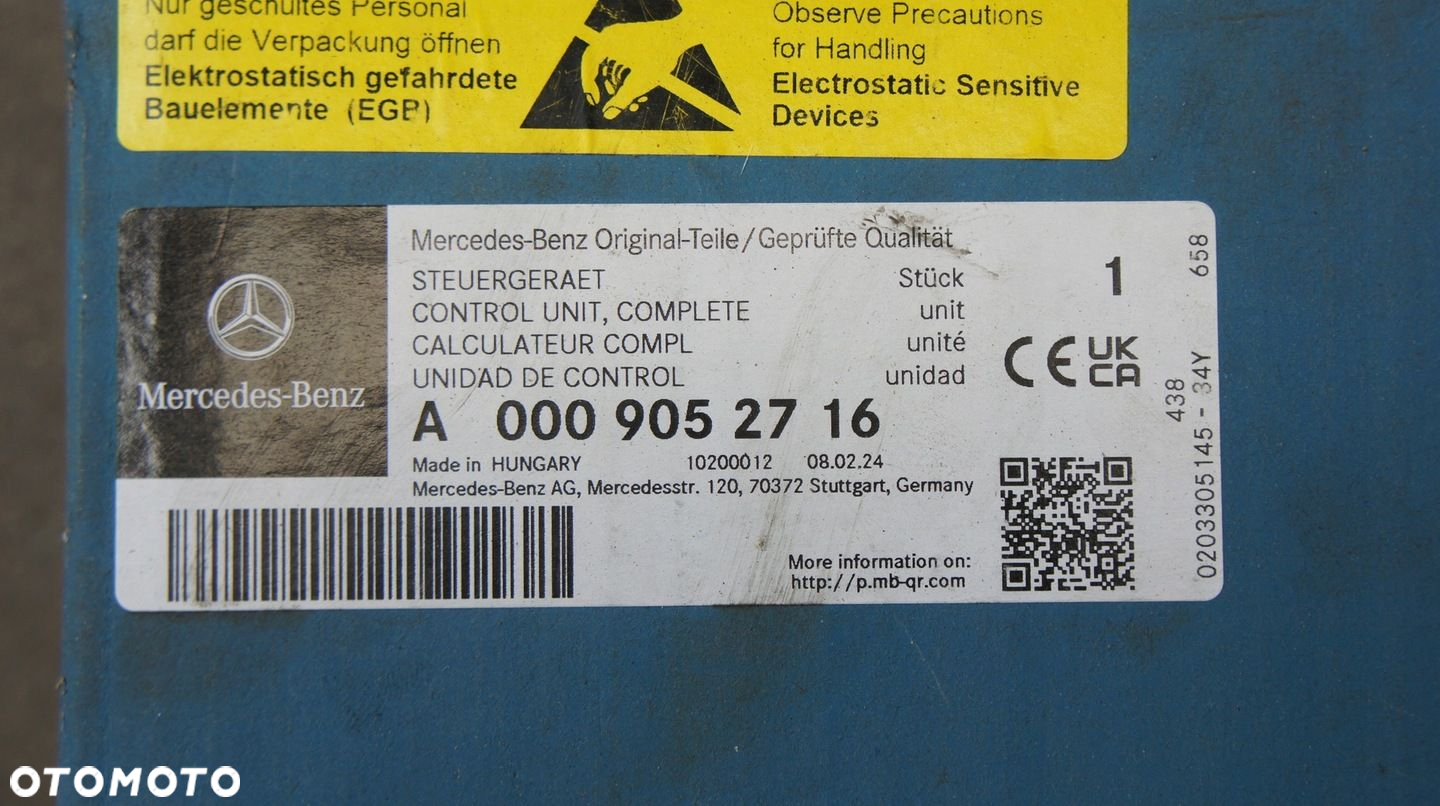 Nur geschultes Personal
darf die Verpackung öffnen
Elektrostatisch gefährdete
Bauelemente (EGB)
Observe Precautions
for Handling
Electrostatic Sensitive
Devices
Mercedes-Benz
Mercedes-Benz Original-Teile/Geprüfte Qualität
STEUERGERAET Stück 1
CONTROL UNIT, COMPLETE unit
CALCULATEUR COMPL unité
UNIDAD DE CONTROL unidad
CE UK CA
A 000 905 27 16
Made in HUNGARY 10200012 08.02.24
Mercedes-Benz AG, Mercedesstr. 120, 70372 Stuttgart, Germany
More information on:
http://p.mb-qr.com
438
0203305145 - 34Y 658
OTOMOTO